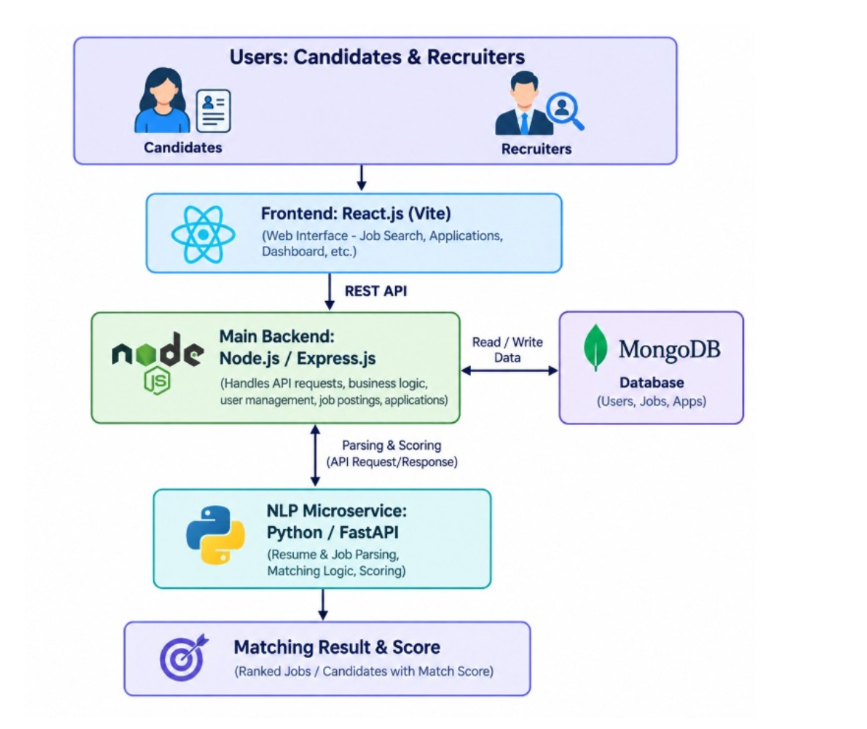 Users: Candidates & Recruiters
Candidates
Recruiters
Frontend: React.js (Vite)
(Web Interface - Job Search, Applications,
Dashboard, etc.)
REST API
node
JS
Main Backend:
Node.js / Express.js
(Handles API requests, business logic,
user management, job postings, applications)
Read / Write
Data
MongoDB
Database
(Users, Jobs, Apps)
Parsing & Scoring
(API Request/Response)
NLP Microservice:
Python / FastAPI
(Resume & Job Parsing,
Matching Logic, Scoring)
Matching Result & Score
(Ranked Jobs / Candidates with Match Score)